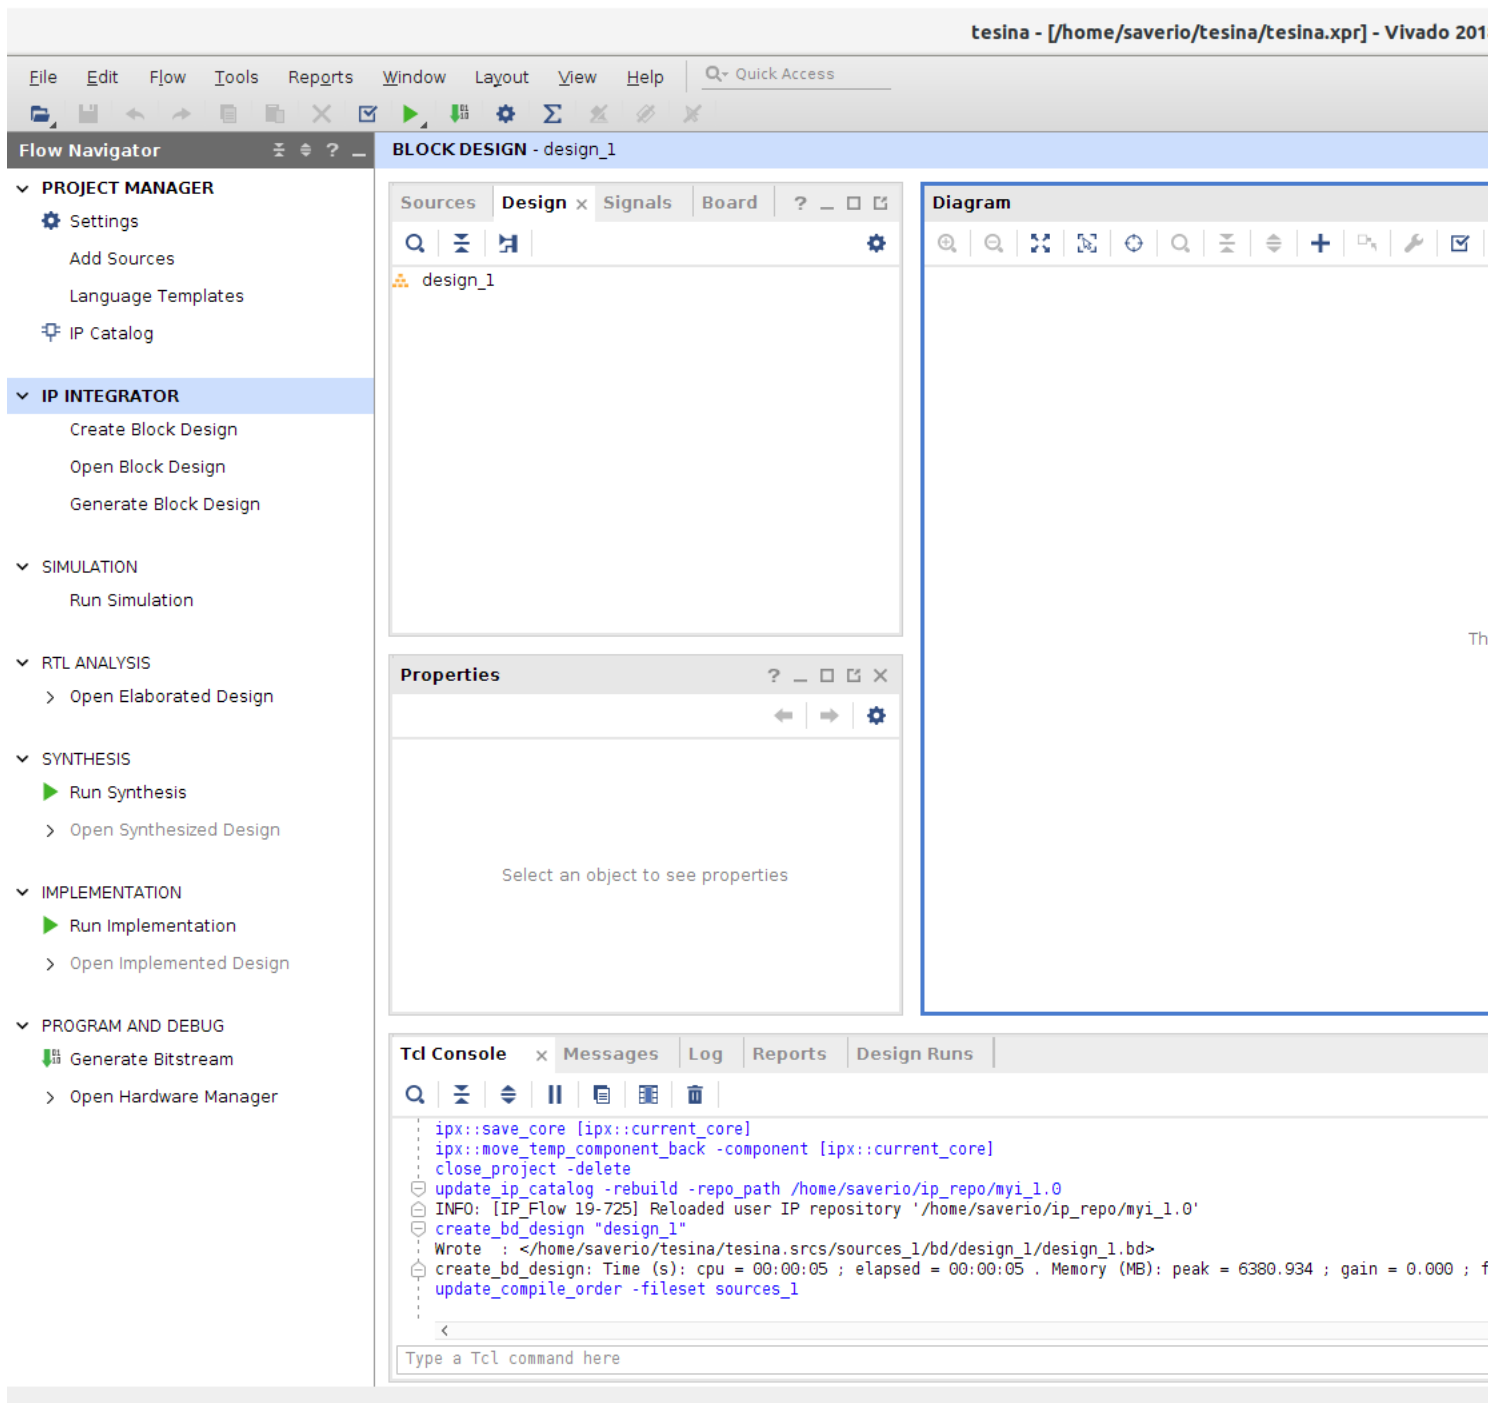 tesina - [/home/saverio/tesina/tesina.xpr] - Vivado 201
File Edit Flow Tools Reports Window Layout View Help Quick Access
Flow Navigator
PROJECT MANAGER
Settings
Add Sources
Language Templates
IP Catalog
IP INTEGRATOR
Create Block Design
Open Block Design
Generate Block Design
SIMULATION
Run Simulation
RTL ANALYSIS
Open Elaborated Design
SYNTHESIS
Run Synthesis
Open Synthesized Design
IMPLEMENTATION
Run Implementation
Open Implemented Design
PROGRAM AND DEBUG
Generate Bitstream
Open Hardware Manager
BLOCK DESIGN - design_1
Sources Design Signals Board
design_1
Properties
Select an object to see properties
Diagram
Th
Tcl Console Messages Log Reports Design Runs
ipx::save_core [ipx::current_core]
ipx::move_temp_component_back -component [ipx::current_core]
close_project -delete
update_ip_catalog -rebuild -repo_path /home/saverio/ip_repo/myi_1.0
INFO: [IP_Flow 19-725] Reloaded user IP repository '/home/saverio/ip_repo/myi_1.0'
create_bd_design "design_1"
Wrote : </home/saverio/tesina/tesina.srcs/sources_1/bd/design_1/design_1.bd>
create_bd_design: Time (s): cpu = 00:00:05 ; elapsed = 00:00:05 . Memory (MB): peak = 6380.934 ; gain = 0.000 ; f
update_compile_order -fileset sources_1
Type a Tcl command here